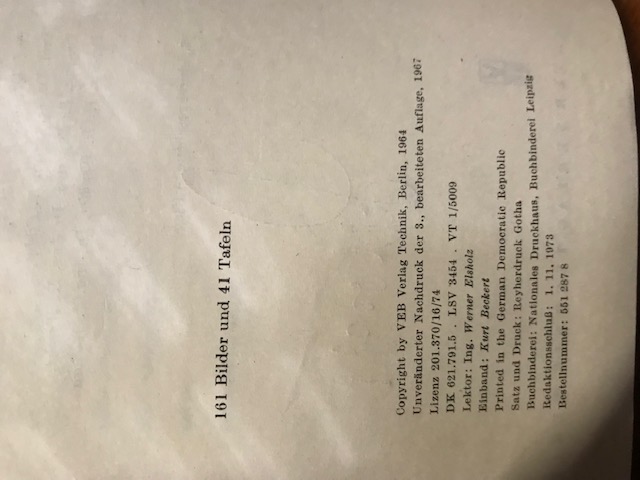 161 Bilder und 41 Tafeln
Copyright by VEB Verlag Technik, Berlin, 1964
Unveränderter Nachdruck der 3., bearbeiteten Auflage, 1967
Lizenz 201.370/16/74
DK 621.791.5 . LSV 3454 . VT 1/5009
Lektor: Ing. Werner Elsholz
Einband: Kurt Beckert
Printed in the German Democratic Republic
Satz und Druck: Reyherdruck Gotha
Buchbinderei: Nationales Druckhaus, Buchbinderei Leipzig
Redaktionsschluß: 1. 11. 1973
Bestellnummer: 551 287 8